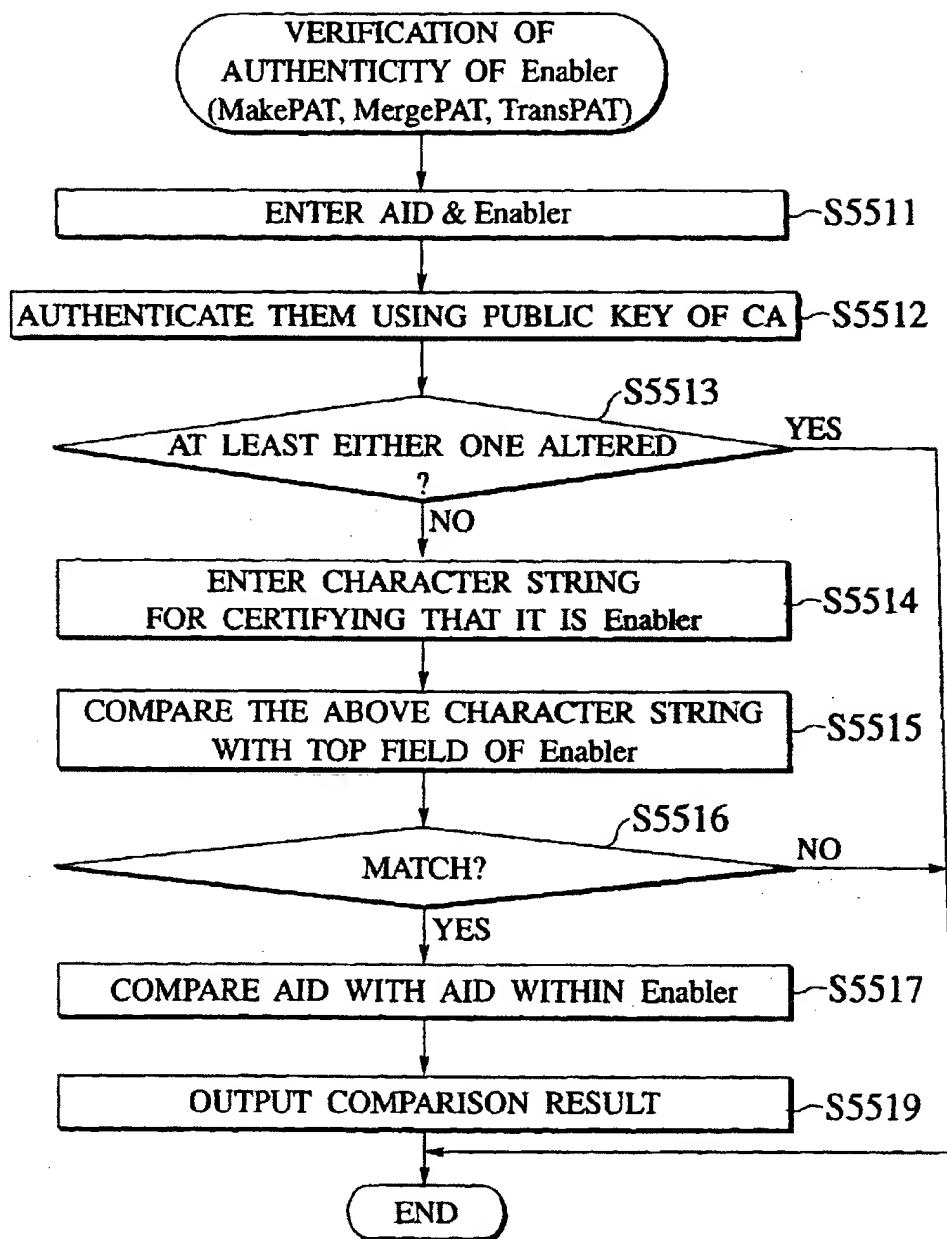 VERIFICATION OF
AUTHENTICITY OF Enabler
(MakePAT, MergePAT, TransPAT)
ENTER AID & Enabler
S5511
AUTHENTICATE THEM USING PUBLIC KEY OF CA
S5512
S5513
AT LEAST EITHER ONE ALTERED
?
YES
NO
ENTER CHARACTER STRING
FOR CERTIFYING THAT IT IS Enabler
S5514
COMPARE THE ABOVE CHARACTER STRING
WITH TOP FIELD OF Enabler
S5515
S5516
MATCH?
NO
YES
COMPARE AID WITH AID WITHIN Enabler
S5517
OUTPUT COMPARISON RESULT
S5519
END